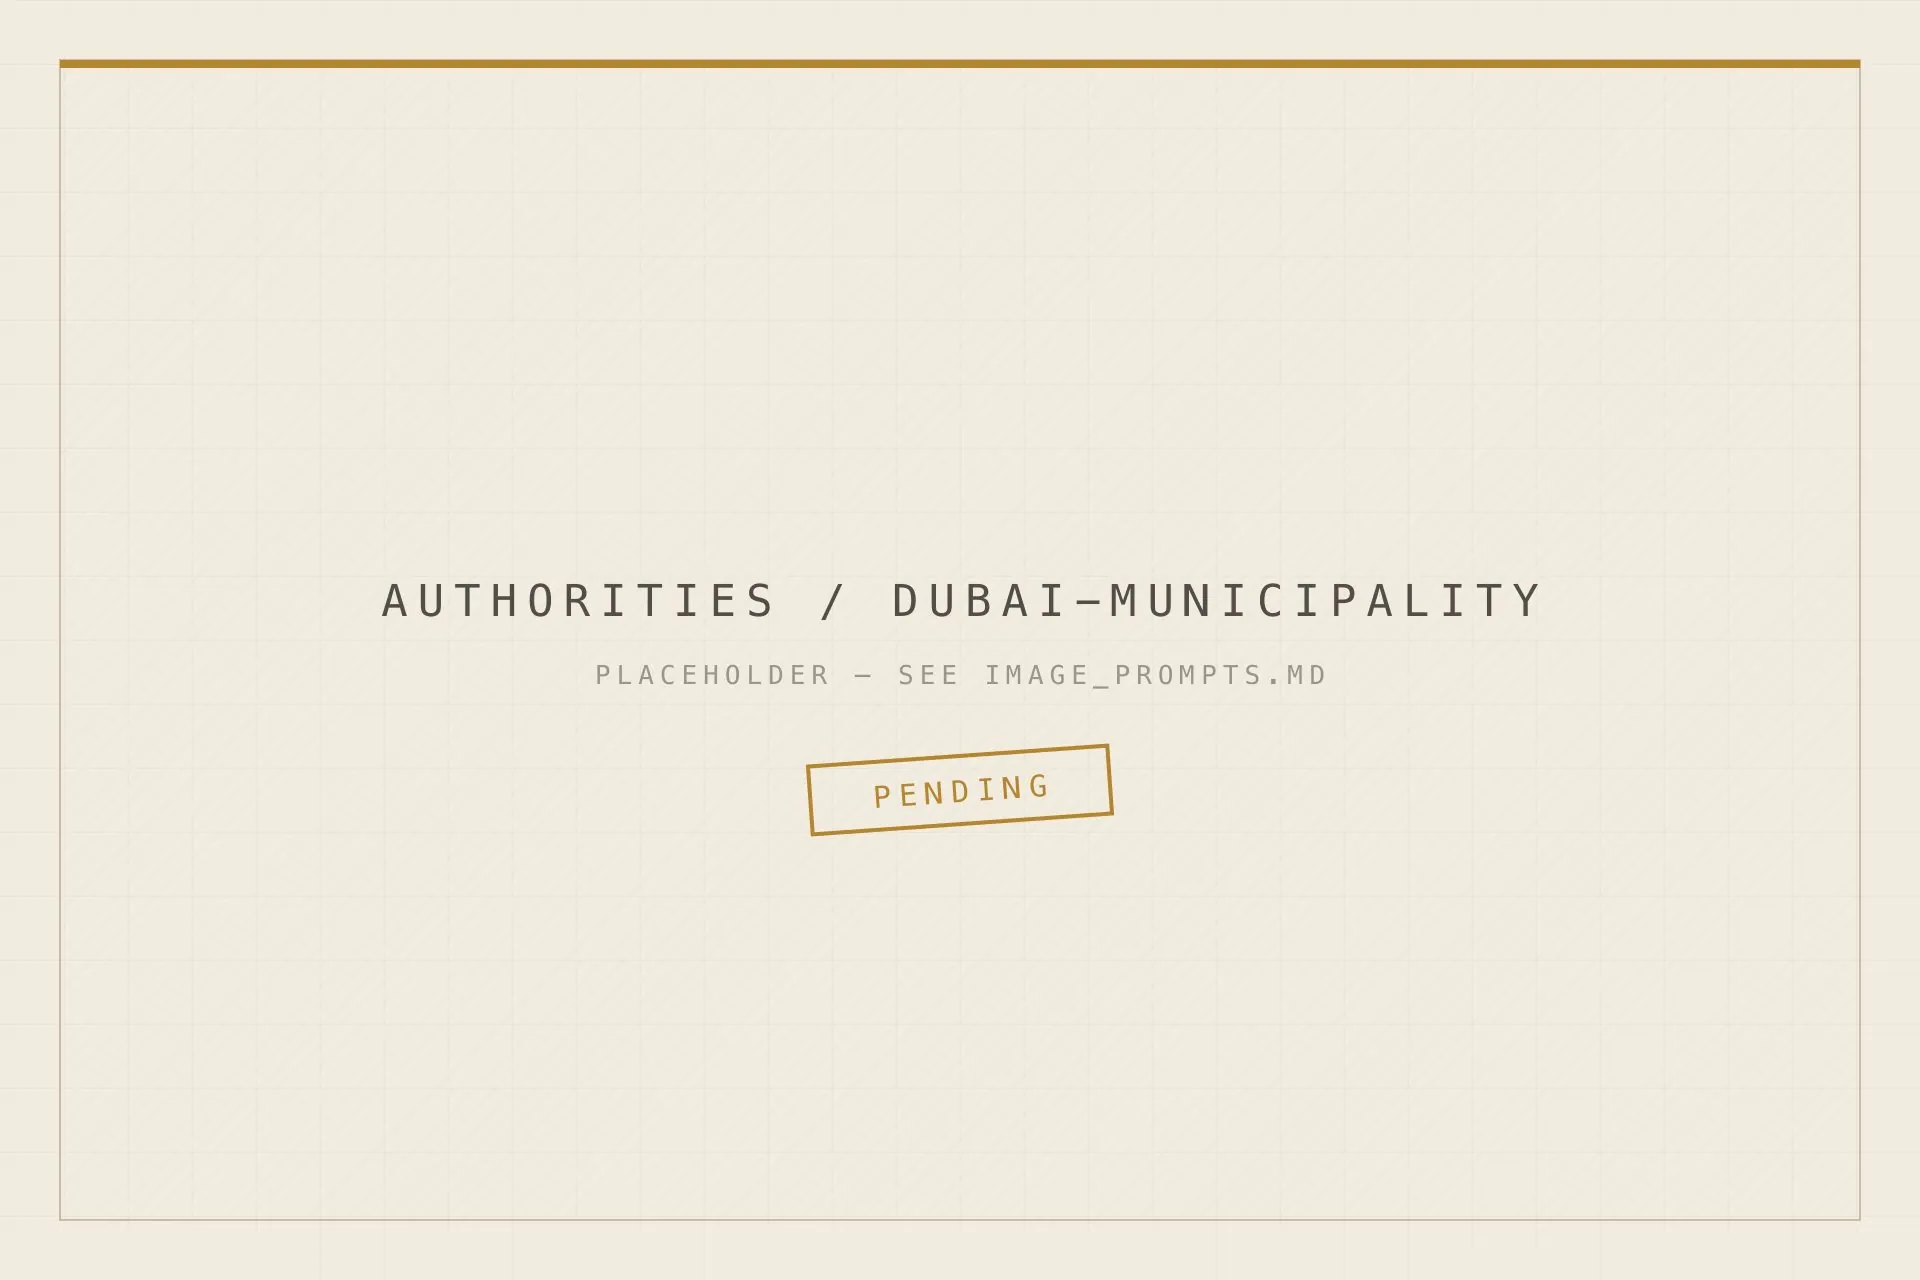 AUTHORITIES / DUBAI–MUNICIPALITY
PLACEHOLDER — SEE IMAGE_PROMPTS.MD
PENDING